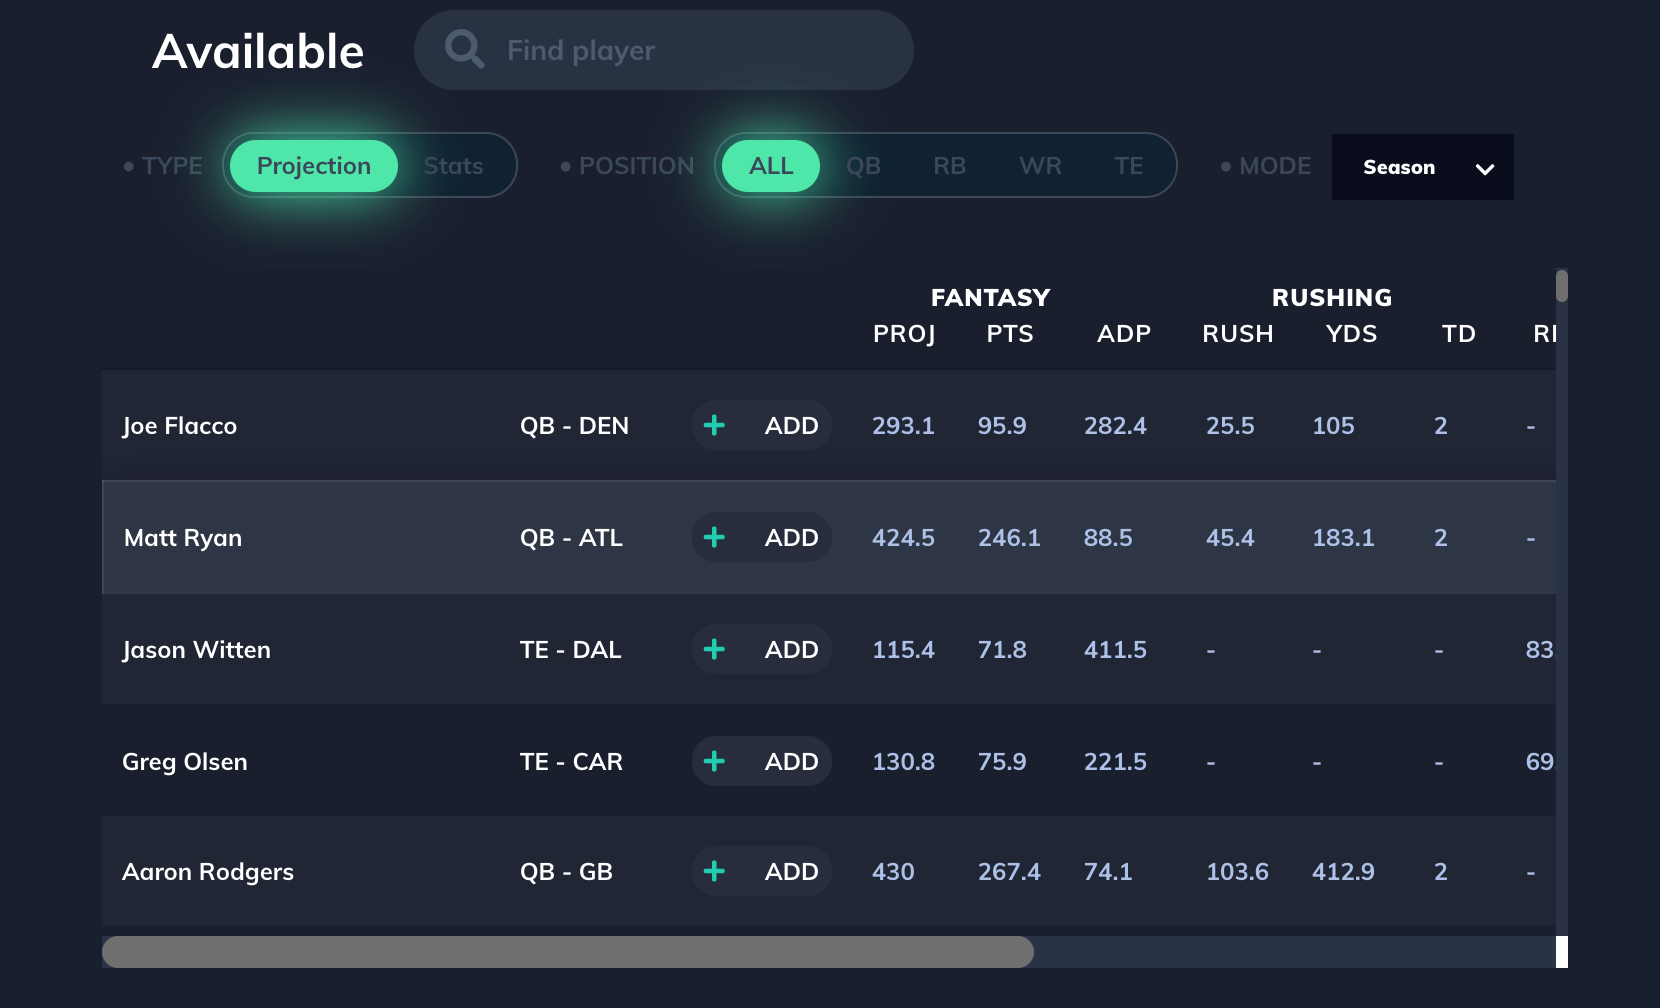 Available Find player
• TYPE Projection Stats • POSITION ALL QB RB WR TE • MODE Season
FANTASY RUSHING
PROJ PTS ADP RUSH YDS TD
Joe Flacco QB - DEN + ADD 293.1 95.9 282.4 25.5 105 2 -
Matt Ryan QB - ATL + ADD 424.5 246.1 88.5 45.4 183.1 2 -
Jason Witten TE - DAL + ADD 115.4 71.8 411.5 - - - 83.
Greg Olsen TE - CAR + ADD 130.8 75.9 221.5 - - - 69.
Aaron Rodgers QB - GB + ADD 430 267.4 74.1 103.6 412.9 2 -